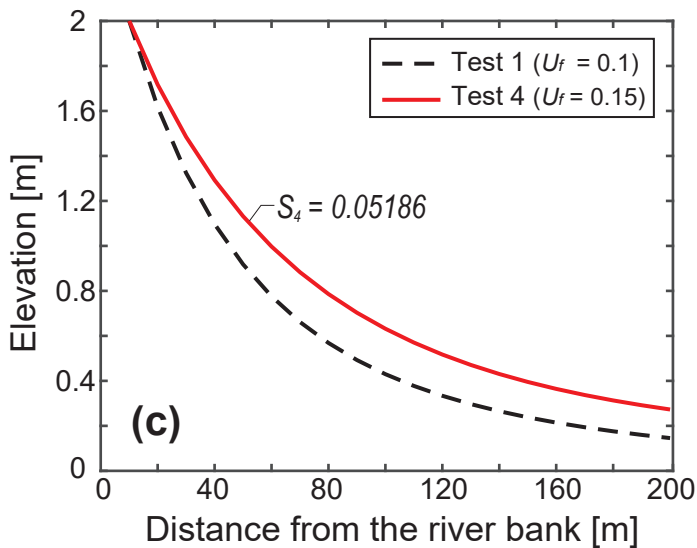 2
1.6
1.2
0.8
0.4
0
Elevation [m]
Test 1 (Uf = 0.1)
Test 4 (Uf = 0.15)
S4 = 0.05186
(c)
0 40 80 120 160 200
Distance from the river bank [m]